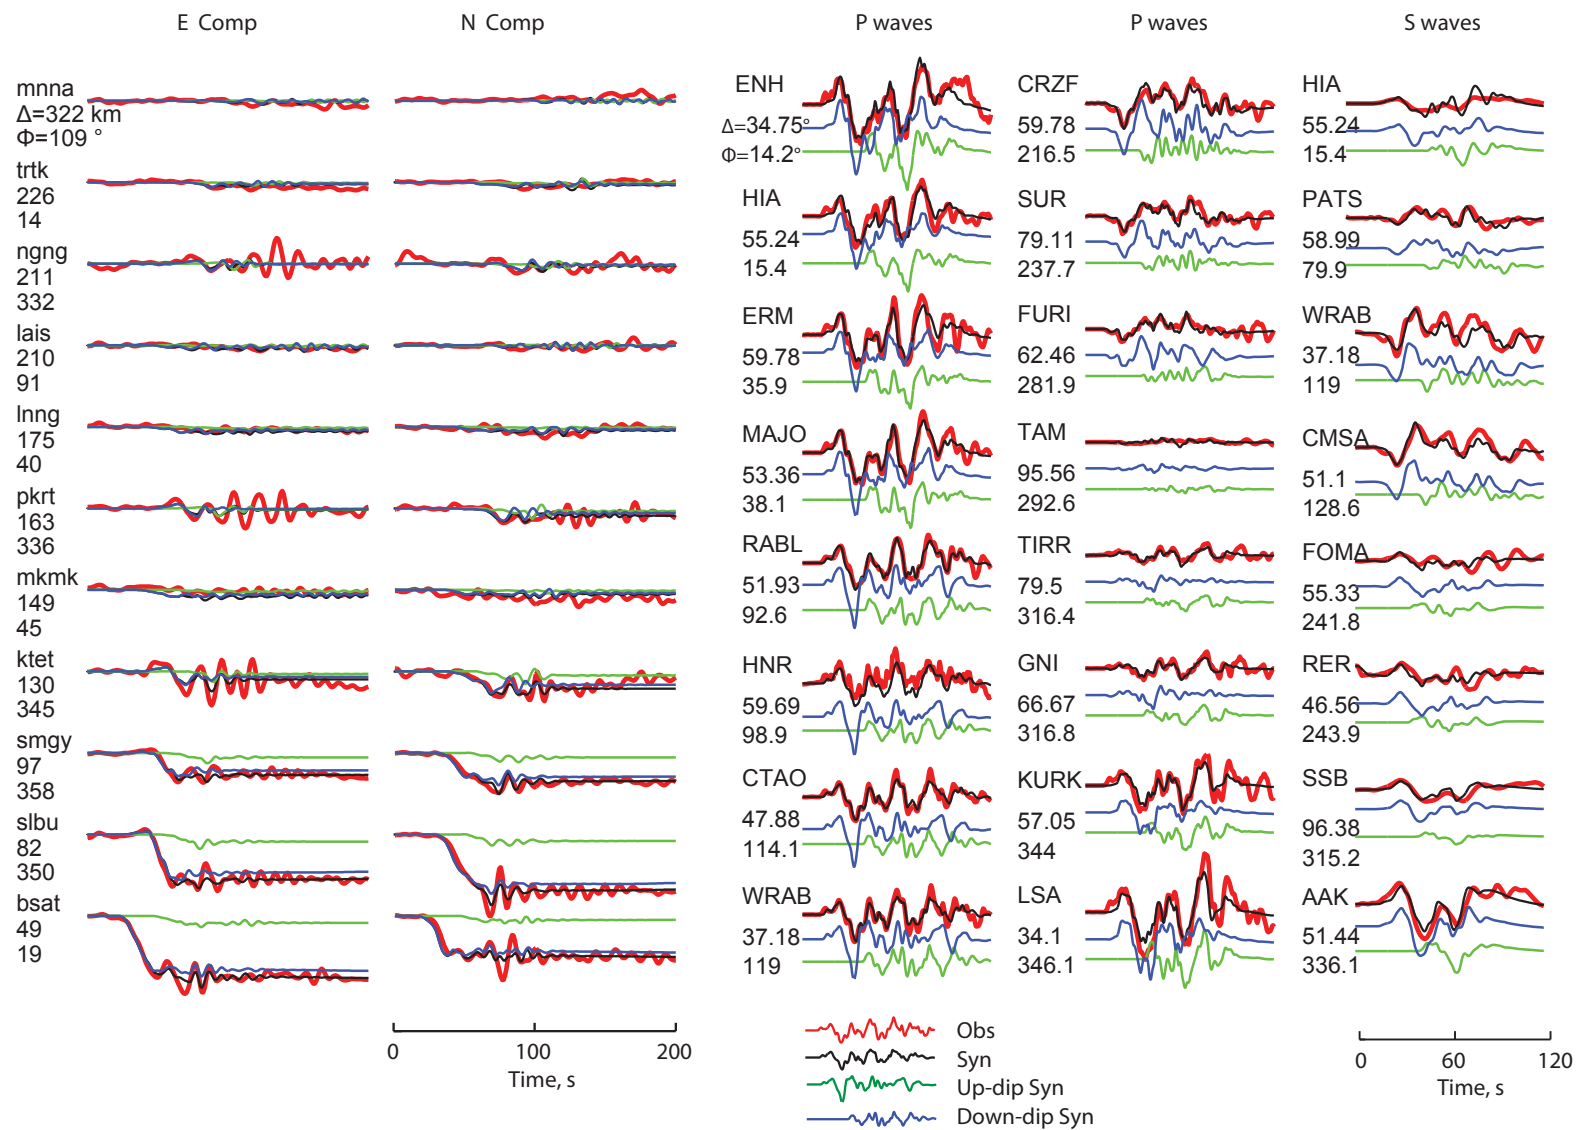 E Comp
N Comp
P waves
P waves
S waves
mnna
Δ=322 km
Φ=109 °
trtk
226
14
ngng
211
332
lais
210
91
lnng
175
40
pkrt
163
336
mkmk
149
45
ktet
130
345
smgy
97
358
slbu
82
350
bsat
49
19
0
100
200
Time, s
ENH
Δ=34.75°
Φ=14.2°
HIA
55.24
15.4
ERM
59.78
35.9
MAJO
53.36
38.1
RABL
51.93
92.6
HNR
59.69
98.9
CTAO
47.88
114.1
WRAB
37.18
119
CRZF
59.78
216.5
SUR
79.11
237.7
FURI
62.46
281.9
TAM
95.56
292.6
TIRR
79.5
316.4
GNI
66.67
316.8
KURK
57.05
344
LSA
34.1
346.1
HIA
55.24
15.4
PATS
58.99
79.9
WRAB
37.18
119
CMSA
51.1
128.6
FOMA
55.33
241.8
RER
46.56
243.9
SSB
96.38
315.2
AAK
51.44
336.1
Obs
Syn
Up-dip Syn
Down-dip Syn
0
60
120
Time, s